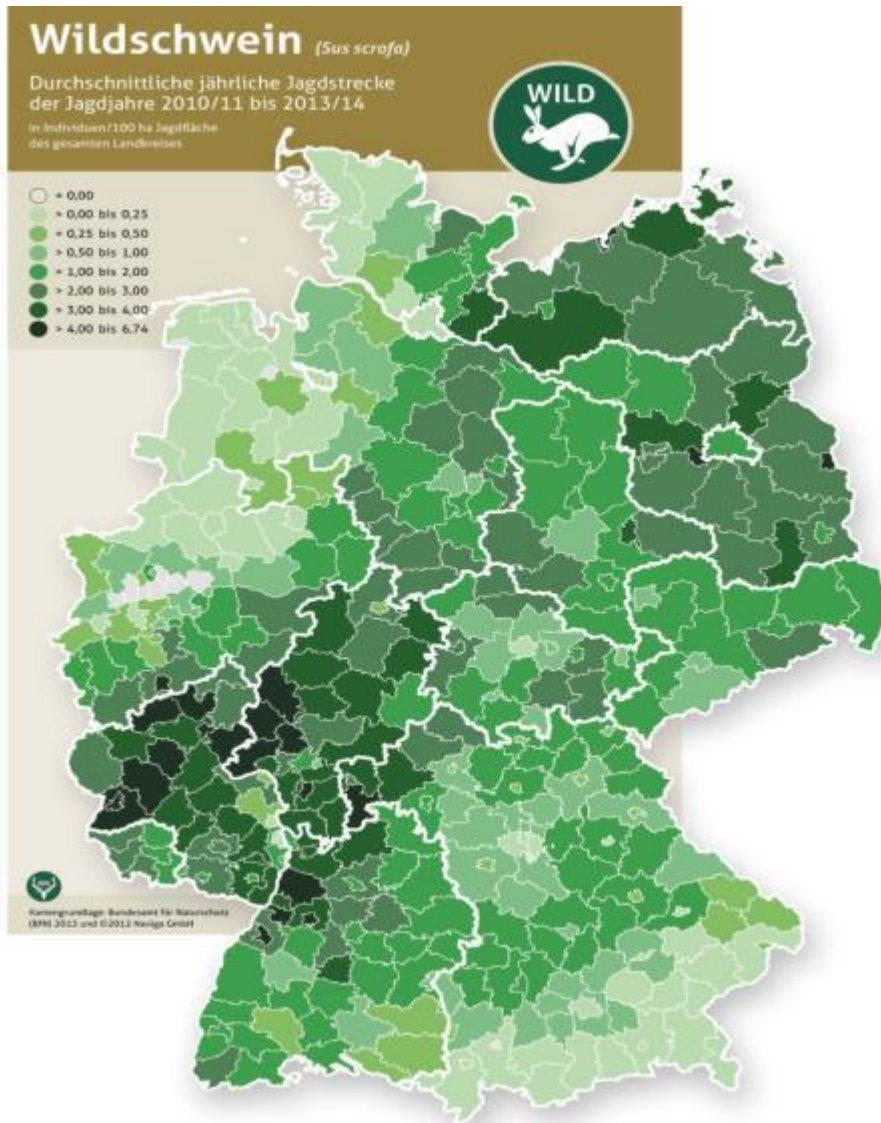 Wildschwein (Sus scrofa)
Durchschnittliche jährliche Jagdstrecke
der Jagdjahre 2010/11 bis 2013/14
in Individuen/100 ha Jagdfläche
des gesamten Landkreises
WILD
= 0,00
> 0,00 bis 0,25
> 0,25 bis 0,50
> 0,50 bis 1,00
> 1,00 bis 2,00
> 2,00 bis 3,00
> 3,00 bis 4,00
> 4,00 bis 6,74
Kartengrundlage: Bundesamt für Naturschutz
(BfN) 2013 und ©2012 Nexiga GmbH